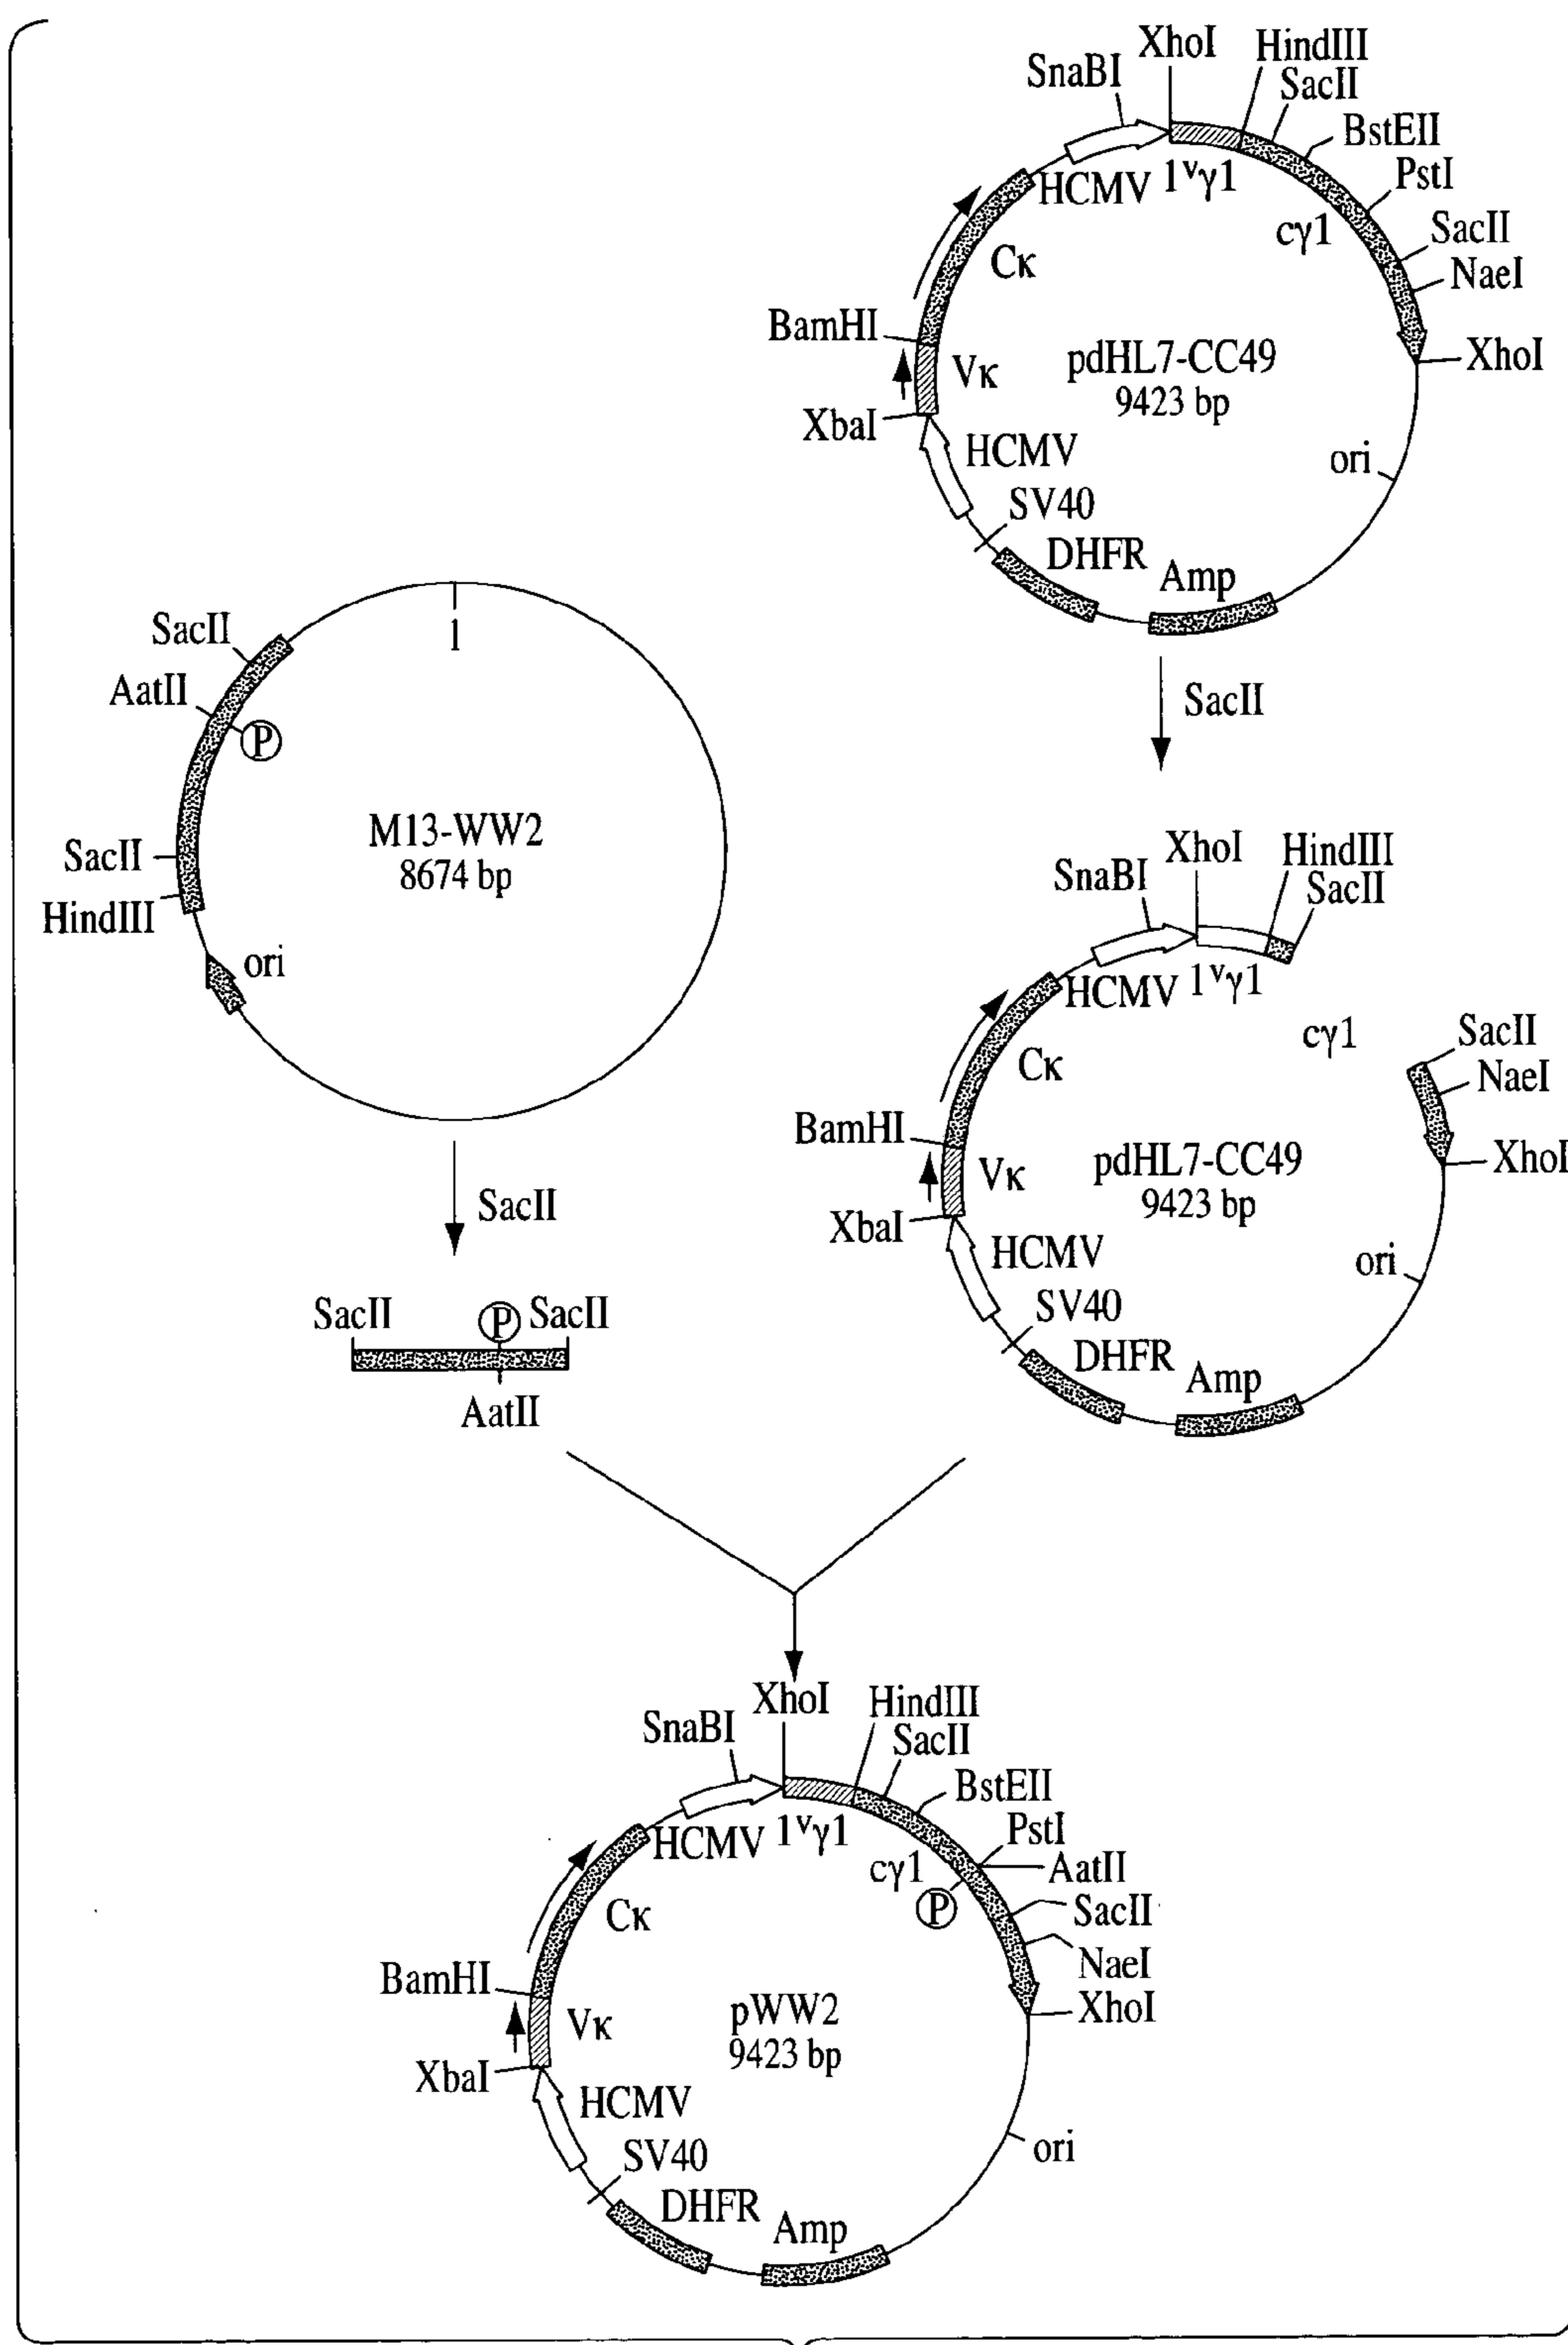 XhoI
HindIII
SnaBI
SacII
BstEII
PstI
HCMV
1ᵛγ1
cγ1
SacII
Cκ
NaeI
BamHI
Vκ
pdHL7-CC49
9423 bp
XhoI
XbaI
HCMV
ori
SV40
DHFR
Amp
SacII
1
SacII
AatII
P
M13-WW2
8674 bp
SacII
HindIII
ori
SacII
SacII
P
SacII
AatII
XhoI
HindIII
SnaBI
SacII
HCMV
1ᵛγ1
cγ1
SacII
Cκ
NaeI
BamHI
Vκ
pdHL7-CC49
9423 bp
XhoI
XbaI
HCMV
ori
SV40
DHFR
Amp
XhoI
HindIII
SnaBI
SacII
BstEII
HCMV
1ᵛγ1
PstI
cγ1
AatII
P
SacII
Cκ
NaeI
BamHI
Vκ
pWW2
9423 bp
XhoI
XbaI
HCMV
ori
SV40
DHFR
Amp